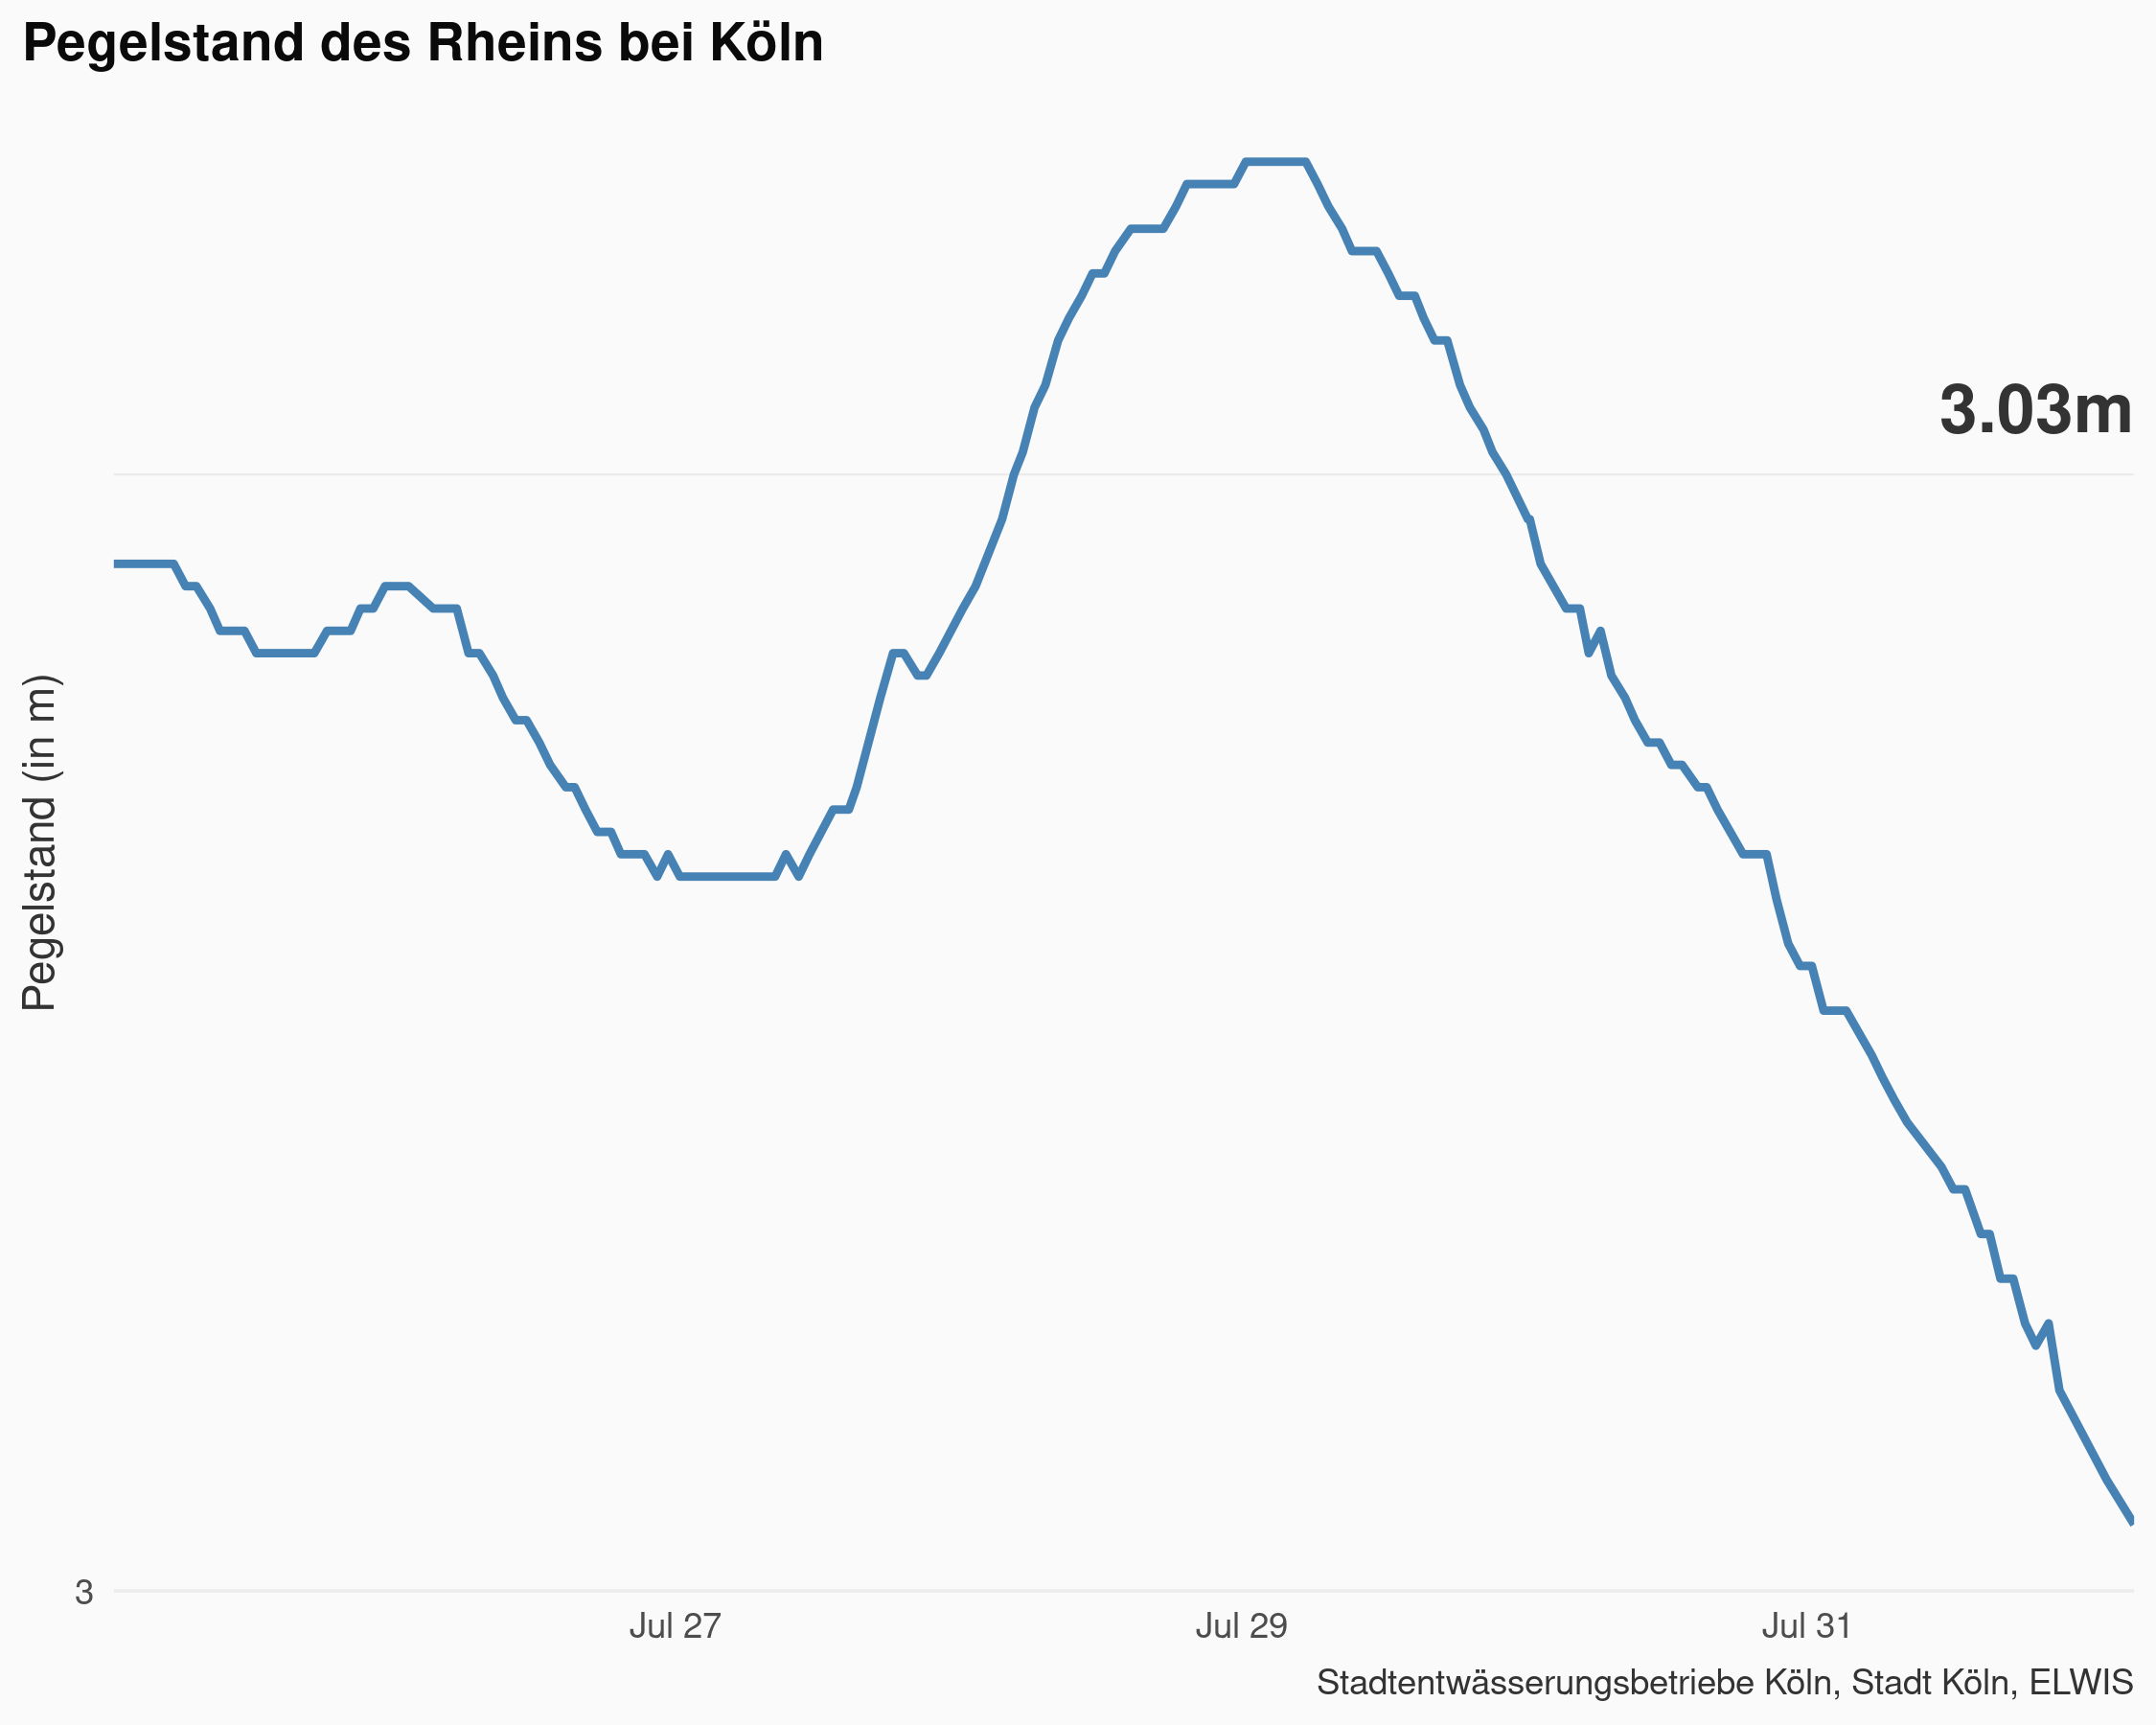 Pegelstand des Rheins bei Köln
3.03m
Pegelstand (in m)
3
Jul 27
Jul 29
Jul 31
Stadtentwässerungsbetriebe Köln, Stadt Köln, ELWIS